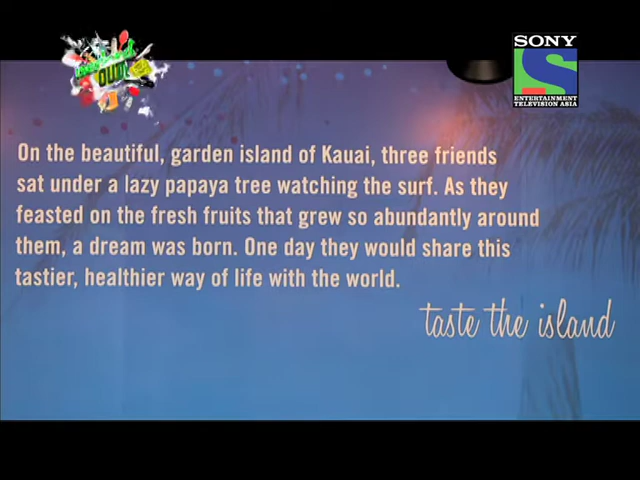 OUT!
SONY
ENTERTAINMENT
TELEVISION ASIA
On the beautiful, garden island of Kauai, three friends
sat under a lazy papaya tree watching the surf. As they
feasted on the fresh fruits that grew so abundantly around
them, a dream was born. One day they would share this
tastier, healthier way of life with the world.
taste the island